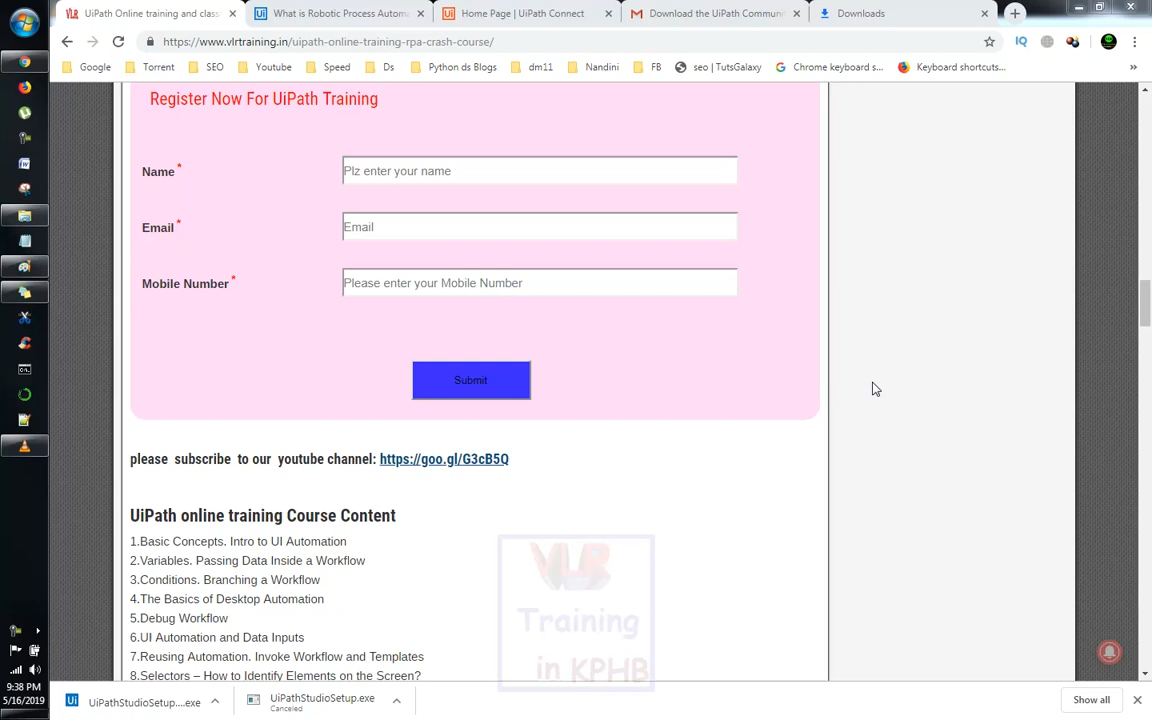 UiPath Online training and class
What is Robotic Process Automa
Home Page | UiPath Connect
Download the UiPath Commun
Downloads
https://www.vlrtraining.in/uipath-online-training-rpa-crash-course/
IQ
Google
Torrent
SEO
Youtube
Speed
Ds
Python ds Blogs
dm11
Nandini
FB
seo | TutsGalaxy
Chrome keyboard s...
Keyboard shortcuts...
Register Now For UiPath Training
Name *
Plz enter your name
Email *
Email
Mobile Number *
Please enter your Mobile Number
Submit
please subscribe to our youtube channel: https://goo.gl/G3cB5Q
UiPath online training Course Content
1.Basic Concepts. Intro to UI Automation
2.Variables. Passing Data Inside a Workflow
3.Conditions. Branching a Workflow
4.The Basics of Desktop Automation
5.Debug Workflow
6.UI Automation and Data Inputs
7.Reusing Automation. Invoke Workflow and Templates
8.Selectors – How to Identify Elements on the Screen?
VLR
Training
in KPHB
9:38 PM
5/16/2019
Ui
UiPathStudioSetup....exe
UiPathStudioSetup.exe
Canceled
Show all